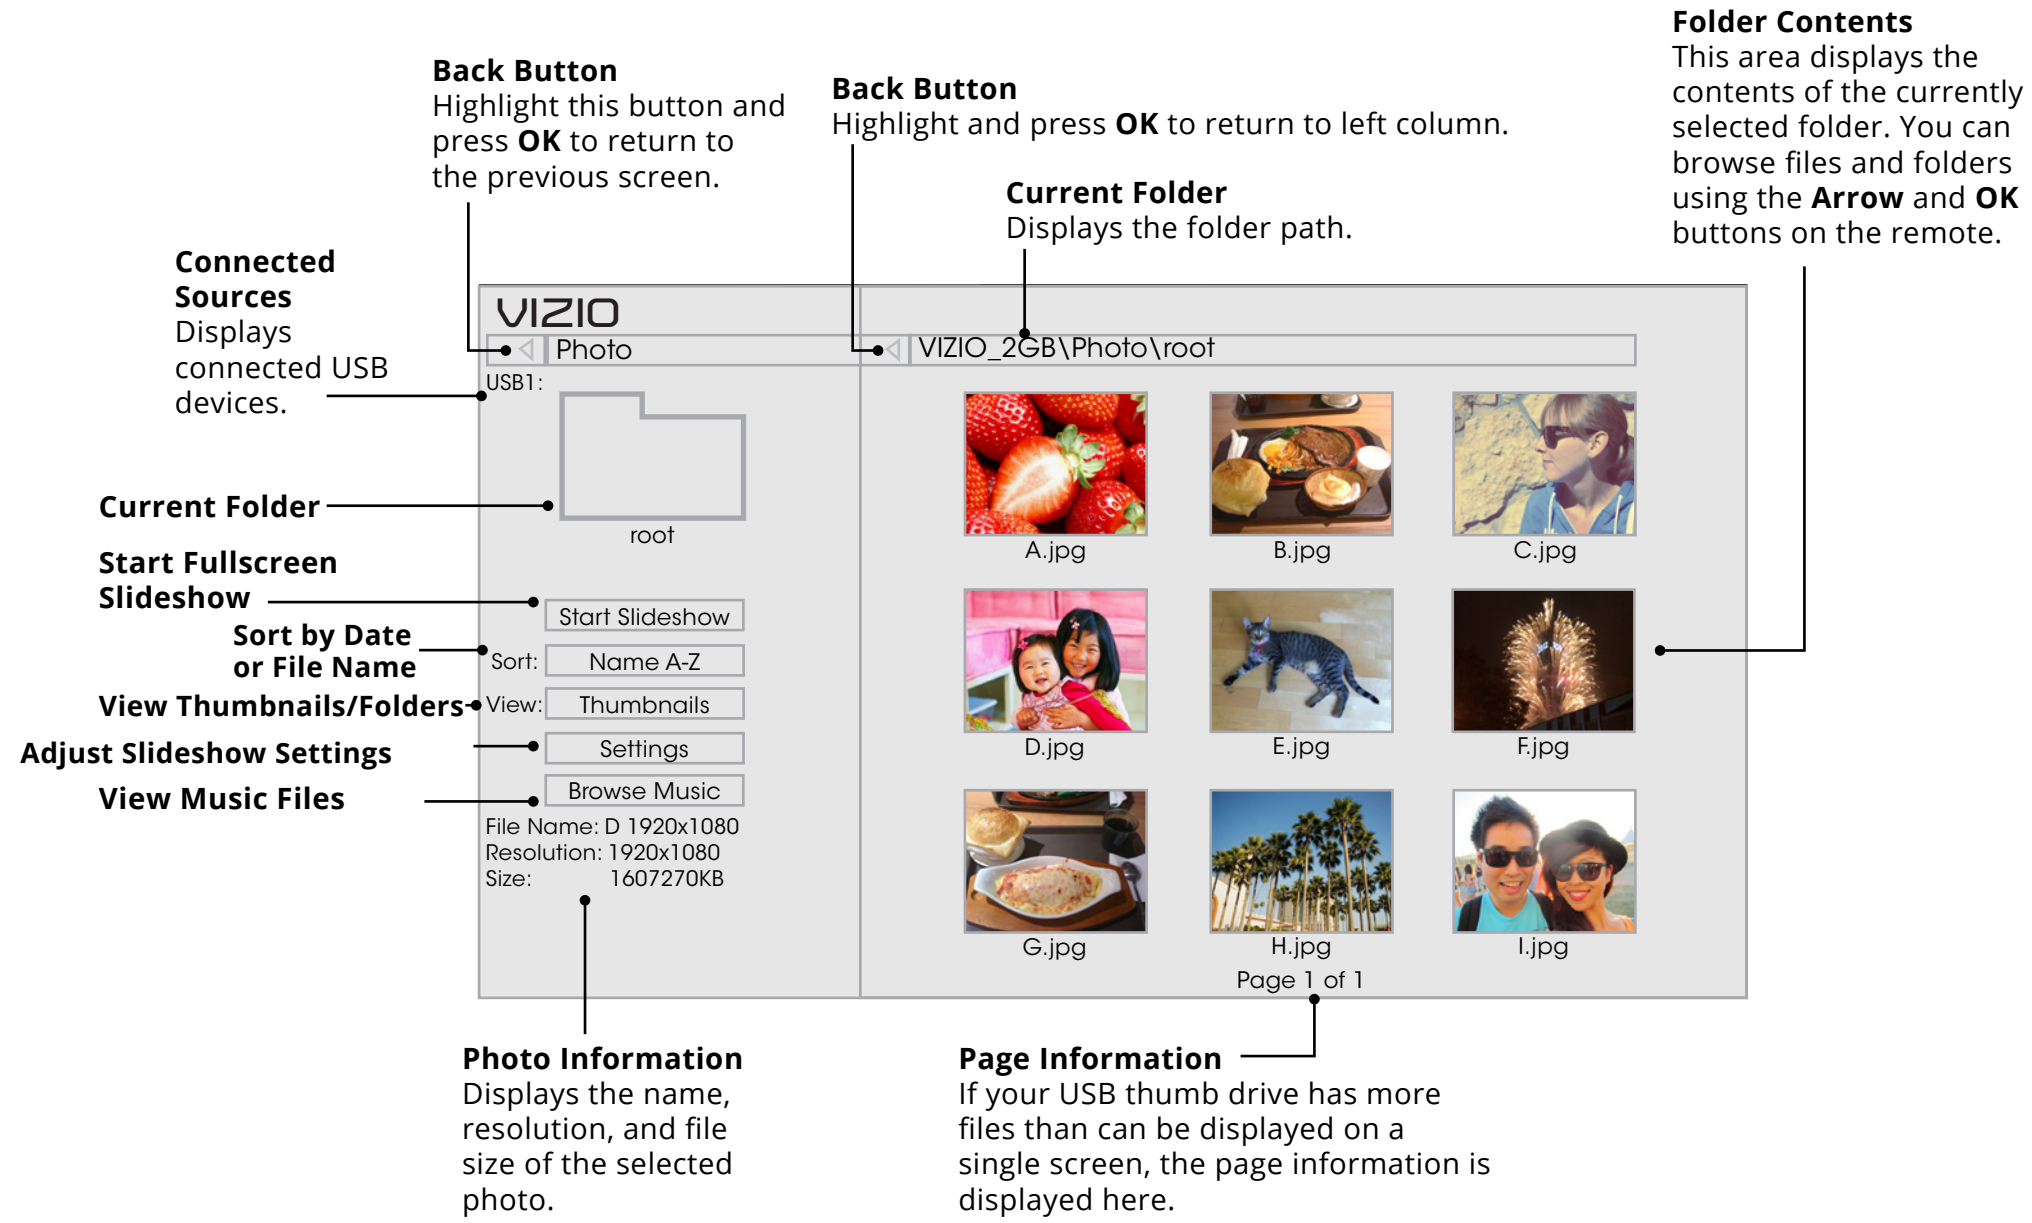 Folder Contents
This area displays the
contents of the currently
selected folder. You can
browse files and folders
using the Arrow and OK
buttons on the remote.
Back Button
Highlight this button and
press OK to return to
the previous screen.
Back Button
Highlight and press OK to return to left column.
Current Folder
Displays the folder path.
Connected
Sources
Displays
connected USB
devices.
Current Folder
Start Fullscreen
Slideshow
Sort by Date
or File Name
View Thumbnails/Folders
Adjust Slideshow Settings
View Music Files
VIZIO
Photo
USB1:
root
Start Slideshow
Sort: Name A-Z
View: Thumbnails
Settings
Browse Music
File Name: D 1920x1080
Resolution: 1920x1080
Size: 1607270KB
VIZIO_2GB\Photo\root
A.jpg B.jpg C.jpg
D.jpg E.jpg F.jpg
G.jpg H.jpg I.jpg
Page 1 of 1
Photo Information
Displays the name,
resolution, and file
size of the selected
photo.
Page Information
If your USB thumb drive has more
files than can be displayed on a
single screen, the page information is
displayed here.